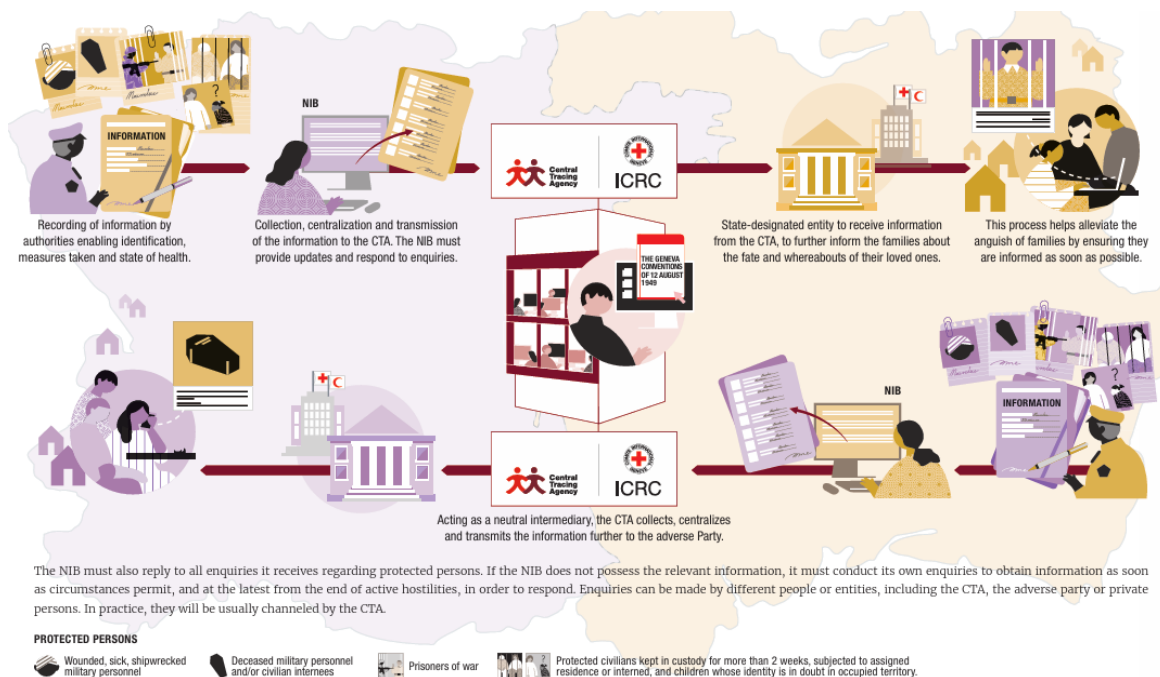 INFORMATION
NIB
Central
Tracing
Agency
COMITE INTERNATIONAL GENEVE
ICRC
Recording of information by
authorities enabling identification,
measures taken and state of health.
Collection, centralization and transmission
of the information to the CTA. The NIB must
provide updates and respond to enquiries.
State-designated entity to receive information
from the CTA, to further inform the families about
the fate and whereabouts of their loved ones.
This process helps alleviate the
anguish of families by ensuring they
are informed as soon as possible.
THE GENEVA
CONVENTIONS
OF 12 AUGUST
1949
?
NIB
INFORMATION
?
Central
Tracing
Agency
COMITE INTERNATIONAL GENEVE
ICRC
Acting as a neutral intermediary, the CTA collects, centralizes
and transmits the information further to the adverse Party.
The NIB must also reply to all enquiries it receives regarding protected persons. If the NIB does not possess the relevant information, it must conduct its own enquiries to obtain information as soon
as circumstances permit, and at the latest from the end of active hostilities, in order to respond. Enquiries can be made by different people or entities, including the CTA, the adverse party or private
persons. In practice, they will be usually channeled by the CTA.
PROTECTED PERSONS
Wounded, sick, shipwrecked
military personnel
Deceased military personnel
and/or civilian internees
Prisoners of war
Protected civilians kept in custody for more than 2 weeks, subjected to assigned
residence or interned, and children whose identity is in doubt in occupied territory.